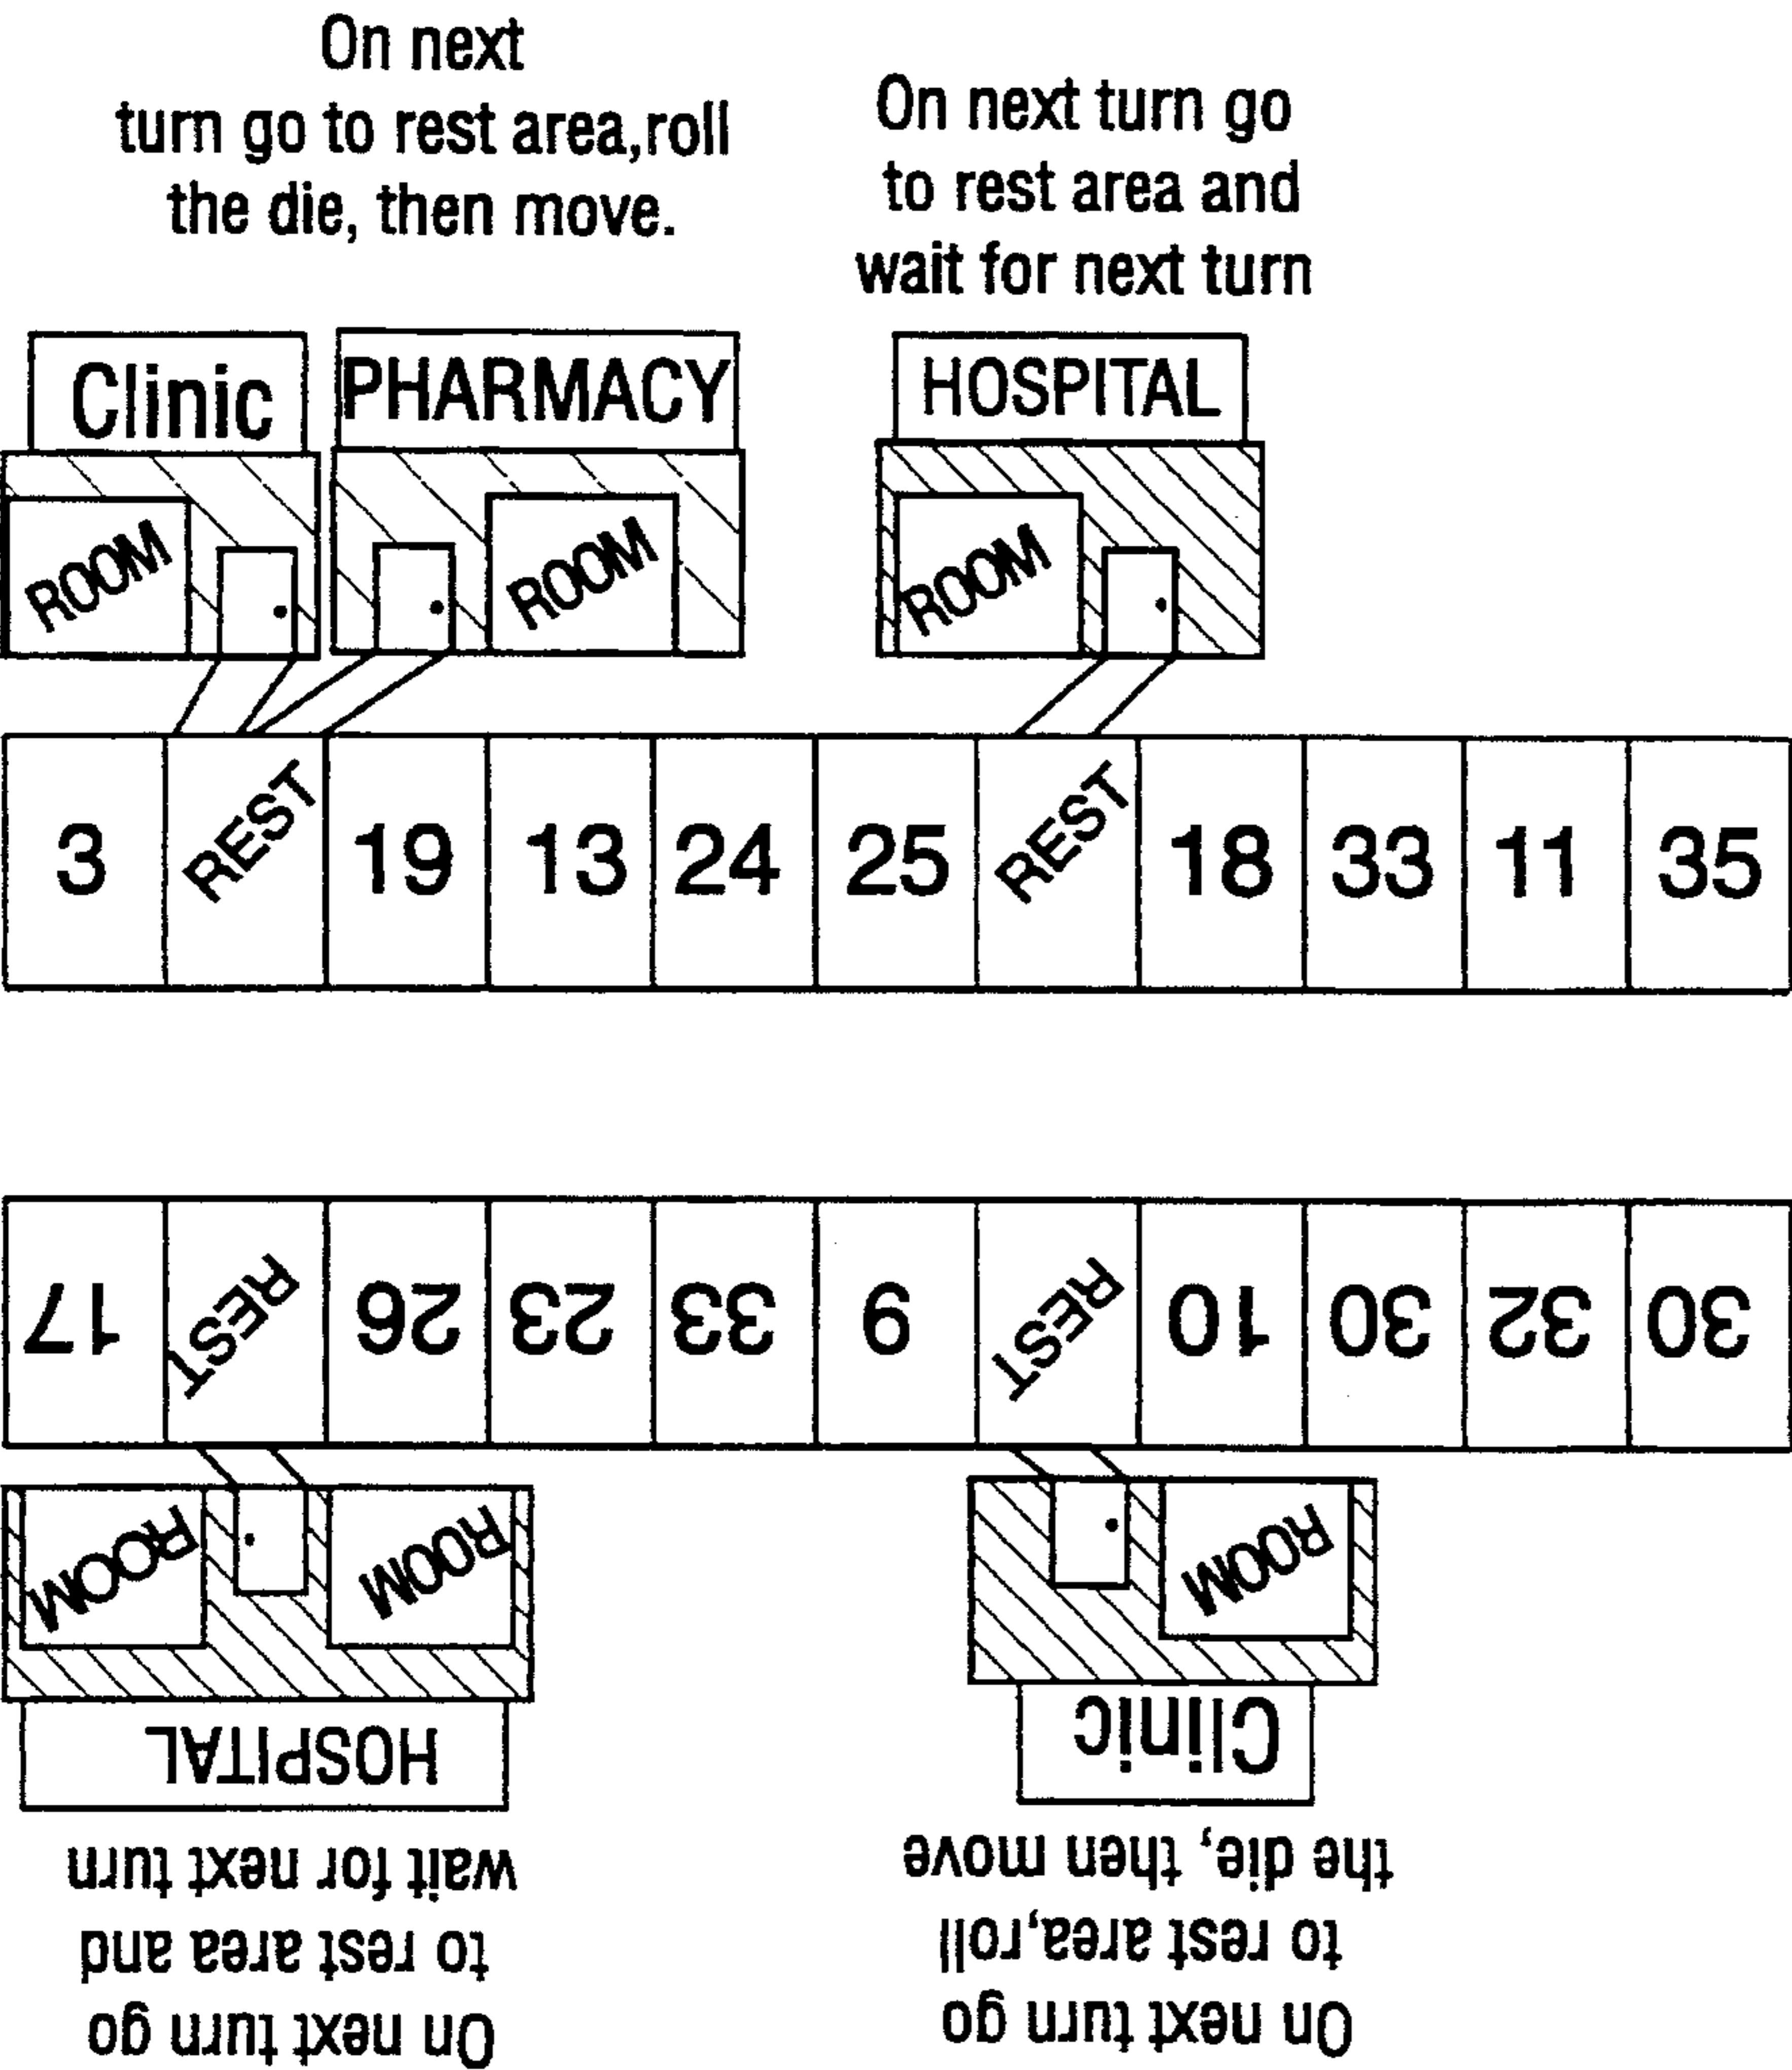 On next
turn go to rest area,roll
the die, then move.
On next turn go
to rest area and
wait for next turn
Clinic
PHARMACY
HOSPITAL
ROOM
ROOM
ROOM
3 REST 19 13 24 25 REST 18 33 11 35
On next turn go
to rest area,roll
the die, then move
On next turn go
to rest area and
wait for next turn
Clinic
HOSPITAL
ROOM
ROOM
ROOM
30 32 30 10 REST 9 33 23 26 REST 17